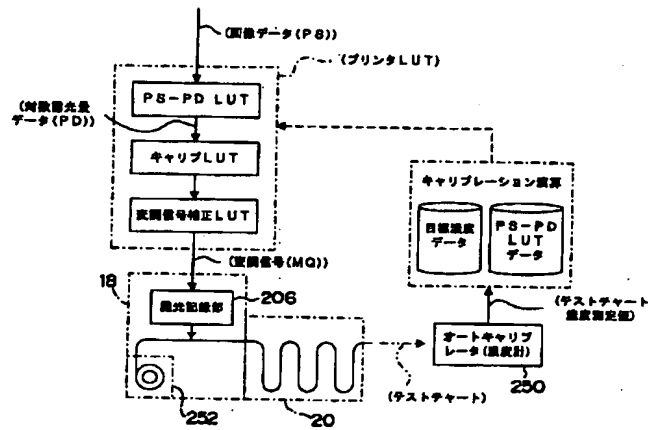 (画像データ(PS))
(プリンタLUT)
PS-PD LUT
(対数露光量
データ(PD))
キャリブLUT
変調信号補正LUT
キャリブレーション演算
目標濃度
データ
PS-PD
LUT
データ
(変調信号(MQ))
18
露光記録部
206
(テストチャート
濃度測定値)
オートキャリブ
レータ(濃度計)
250
(テストチャート)
252
20